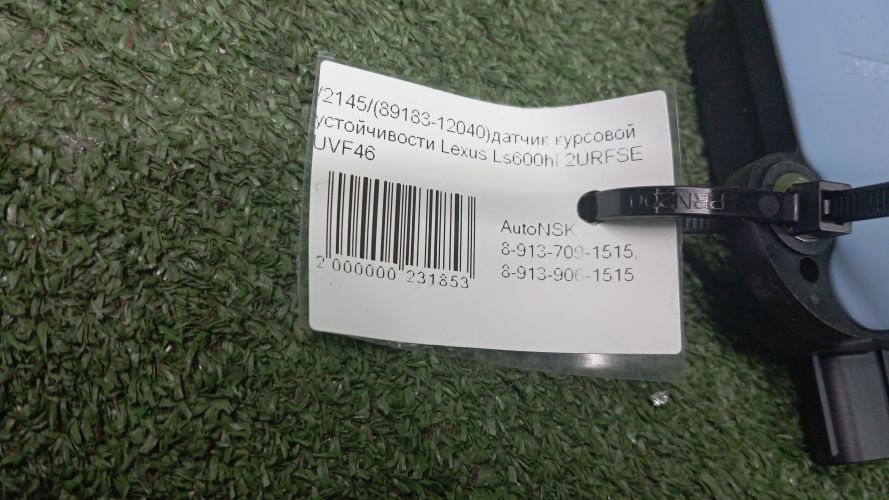 /2145/(89183-12040)датчик курсовой
устойчивости Lexus Ls600hl 2URFSE
UVF46
2 000000 231853
AutoNSK
8-913-709-1515,
8-913-906-1515